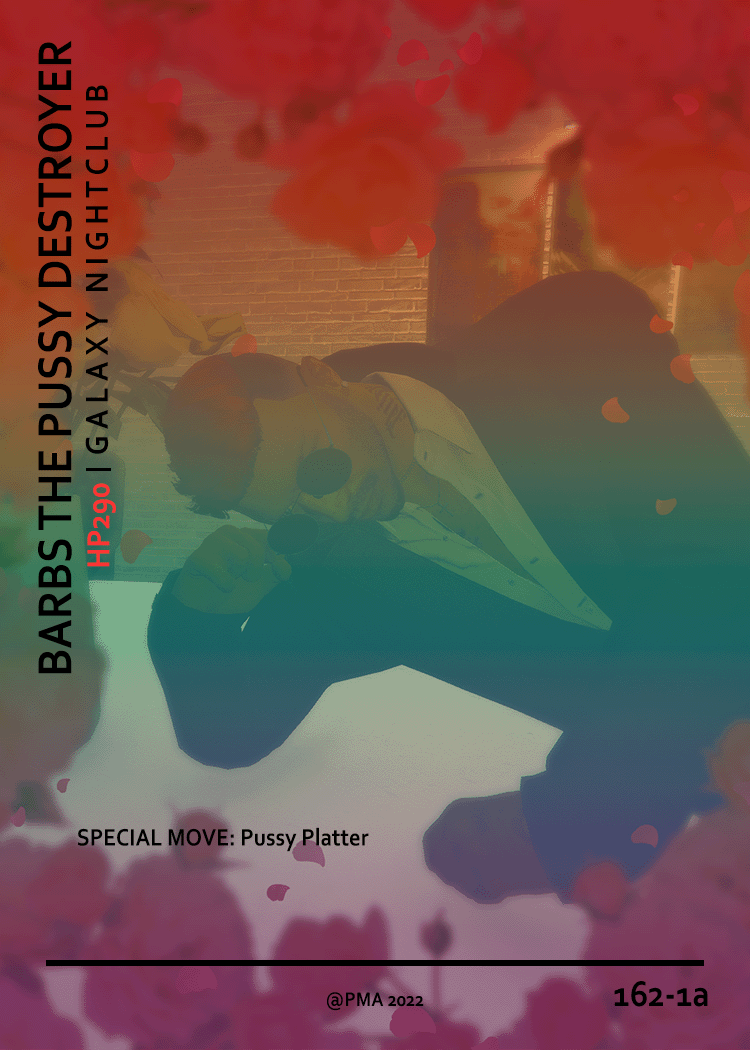 BARBS THE PUSSY DESTROYER
HP290 | GALAXY NIGHTCLUB
SPECIAL MOVE: Pussy Platter
@PMA 2022
162-1a